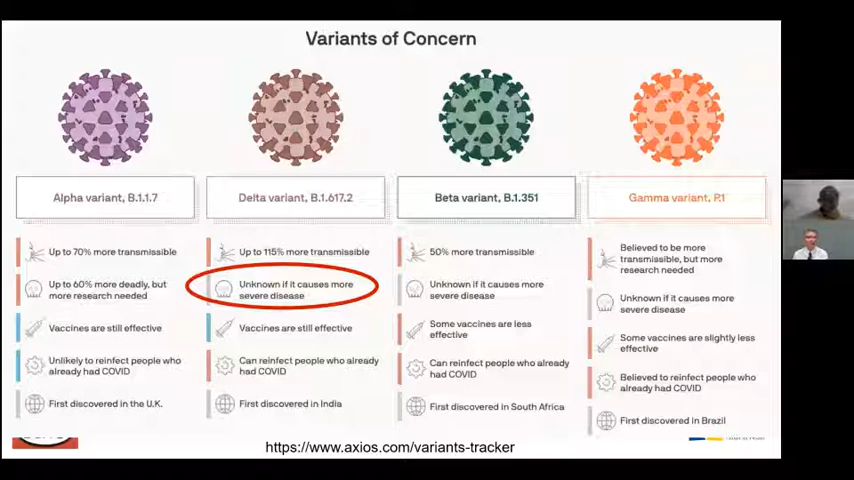 Variants of Concern
Alpha variant, B.1.1.7
Delta variant, B.1.617.2
Beta variant, B.1.351
Gamma variant, P.1
Up to 70% more transmissible
Up to 60% more deadly, but
more research needed
Vaccines are still effective
Unlikely to reinfect people who
already had COVID
First discovered in the U.K.
Up to 115% more transmissible
Unknown if it causes more
severe disease
Vaccines are still effective
Can reinfect people who already
had COVID
First discovered in India
50% more transmissible
Unknown if it causes more
severe disease
Some vaccines are less
effective
Can reinfect people who already
had COVID
First discovered in South Africa
Believed to be more
transmissible, but more
research needed
Unknown if it causes more
severe disease
Some vaccines are slightly less
effective
Believed to reinfect people who
already had COVID
First discovered in Brazil
https://www.axios.com/variants-tracker